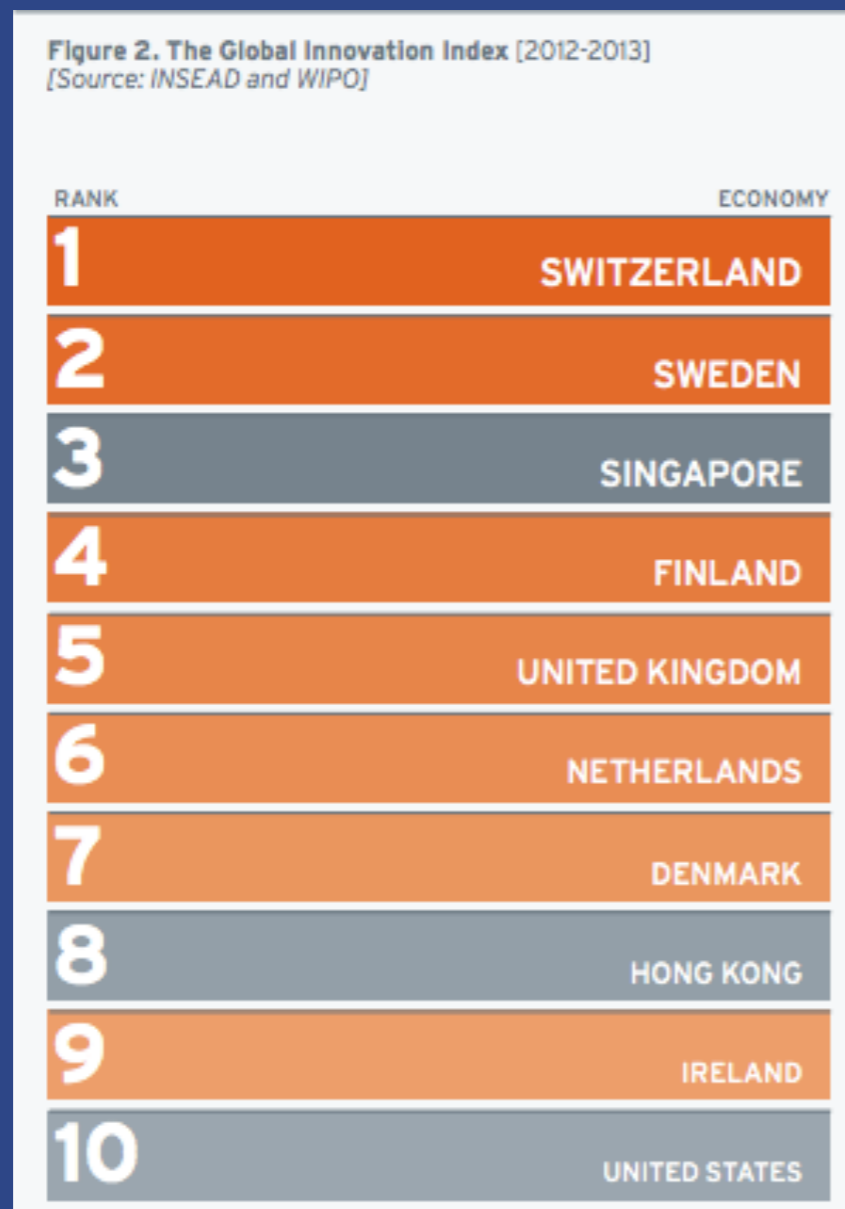 Figure 2. The Global Innovation Index [2012-2013]
[Source: INSEAD and WIPO]
RANK ECONOMY
1 SWITZERLAND
2 SWEDEN
3 SINGAPORE
4 FINLAND
5 UNITED KINGDOM
6 NETHERLANDS
7 DENMARK
8 HONG KONG
9 IRELAND
10 UNITED STATES